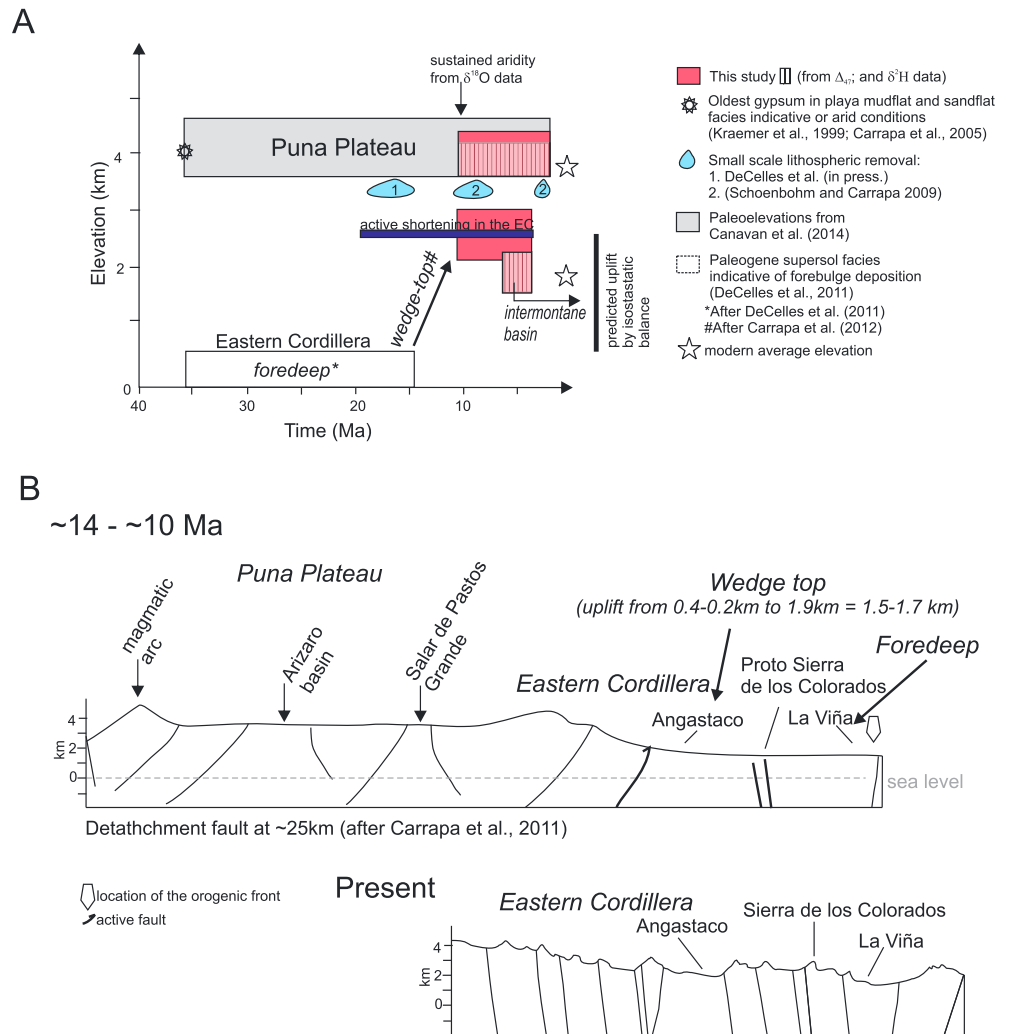 A
sustained aridity
from δ¹⁸O data
Puna Plateau
1
2
2
active shortening in the EC
wedge-top#
intermontane
basin
predicted uplift
by isostastatic
balance
Eastern Cordillera
foredeep*
Elevation (km)
4
2
0
40
30
20
10
Time (Ma)
This study (from Δ₄₇; and δ²H data)
Oldest gypsum in playa mudflat and sandflat
facies indicative or arid conditions
(Kraemer et al., 1999; Carrapa et al., 2005)
Small scale lithospheric removal:
1. DeCelles et al. (in press.)
2. (Schoenbohm and Carrapa 2009)
Paleoelevations from
Canavan et al. (2014)
Paleogene supersol facies
indicative of forebulge deposition
(DeCelles et al., 2011)
*After DeCelles et al. (2011)
#After Carrapa et al. (2012)
modern average elevation
B
~14 - ~10 Ma
Puna Plateau
magmatic
arc
Arizaro
basin
Salar de Pastos
Grande
Wedge top
(uplift from 0.4-0.2km to 1.9km = 1.5-1.7 km)
Foredeep
Eastern Cordillera
Proto Sierra
de los Colorados
Angastaco
La Viña
4
2
0
km
sea level
Detathchment fault at ~25km (after Carrapa et al., 2011)
location of the orogenic front
active fault
Present
Eastern Cordillera
Angastaco
Sierra de los Colorados
La Viña
4
2
0
km